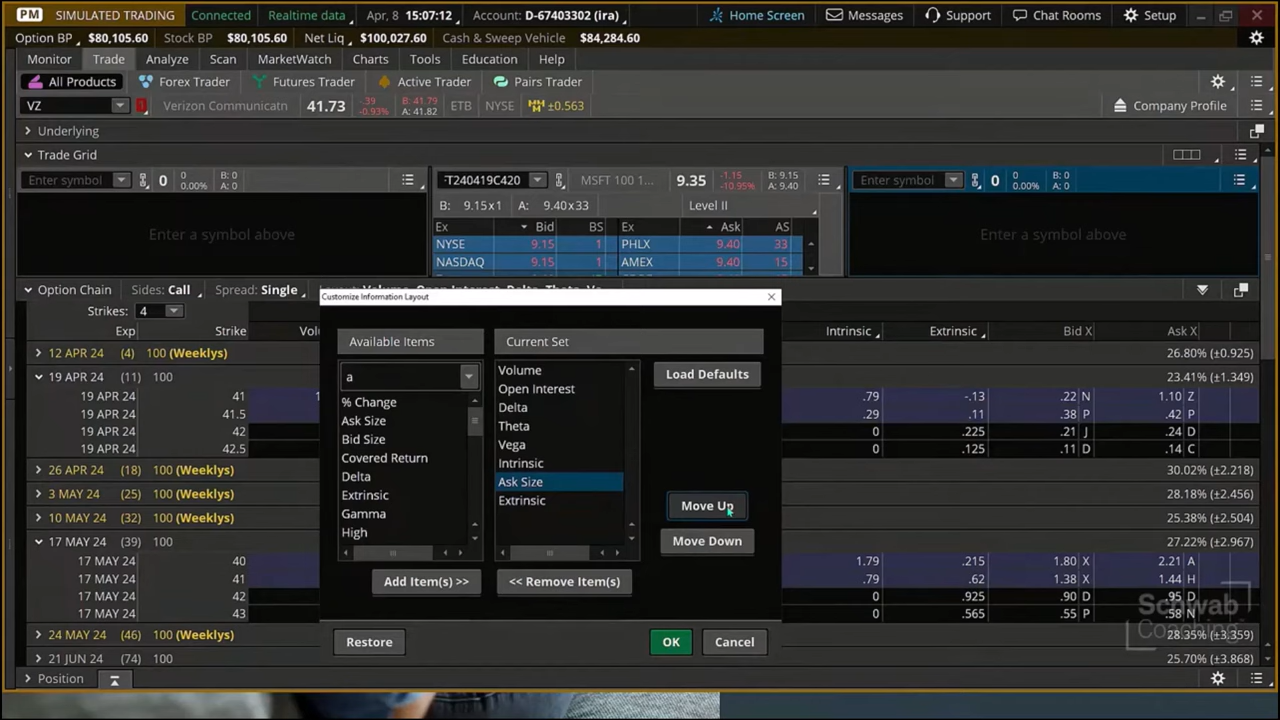 PM SIMULATED TRADING Connected Realtime data Apr, 8 15:07:12 Account: D-67403302 (ira) Home Screen Messages Support Chat Rooms Setup
Option BP $80,105.60 Stock BP $80,105.60 Net Liq $100,027.60 Cash & Sweep Vehicle $84,284.60
Monitor Trade Analyze Scan MarketWatch Charts Tools Education Help
All Products Forex Trader Futures Trader Active Trader Pairs Trader
VZ 1 Verizon Communicatn 41.73 -.39 -0.93% B: 41.79 A: 41.82 ETB NYSE ±0.563 Company Profile
Underlying
Trade Grid
Enter symbol 0 0 0.00% B: 0 A: 0 T240419C420 MSFT 100 1... 9.35 -1.15 -10.95% B: 9.15 A: 9.40 Enter symbol 0 0 0.00% B: 0 A: 0
B: 9.15x1 A: 9.40x33 Level II
Ex Bid BS Ex Ask AS
Enter a symbol above NYSE 9.15 1 PHLX 9.40 33 Enter a symbol above
NASDAQ 9.15 1 AMEX 9.40 15
Option Chain Sides: Call Spread: Single
Customize Information Layout
Strikes: 4
Exp Strike Intrinsic Extrinsic Bid X Ask X
Available Items Current Set
12 APR 24 (4) 100 (Weeklys) 26.80% (±0.925)
19 APR 24 (11) 100 23.41% (±1.349)
19 APR 24 41 .79 -.13 .22 N 1.10 Z
19 APR 24 41.5 .29 .11 .38 P .42 P
19 APR 24 42 0 .225 .21 J .24 D
19 APR 24 42.5 0 .125 .11 D .14 C
26 APR 24 (18) 100 (Weeklys) 30.02% (±2.218)
3 MAY 24 (25) 100 (Weeklys) 28.18% (±2.456)
10 MAY 24 (32) 100 (Weeklys) 25.38% (±2.504)
17 MAY 24 (39) 100 27.22% (±2.967)
17 MAY 24 40 1.79 .215 1.80 X 2.21 A
17 MAY 24 41 .79 .62 1.38 X 1.44 H
17 MAY 24 42 0 .925 .90 D .95 D
17 MAY 24 43 0 .565 .55 P .58 N
24 MAY 24 (46) 100 (Weeklys) 28.35% (±3.359)
21 JUN 24 (74) 100 25.70% (±3.868)
a
% Change
Ask Size
Bid Size
Covered Return
Delta
Extrinsic
Gamma
High
Volume
Open Interest
Delta
Theta
Vega
Intrinsic
Ask Size
Extrinsic
Load Defaults
Move Up
Move Down
Add Item(s) >> << Remove Item(s)
Restore OK Cancel
Schwab
Coaching
Position